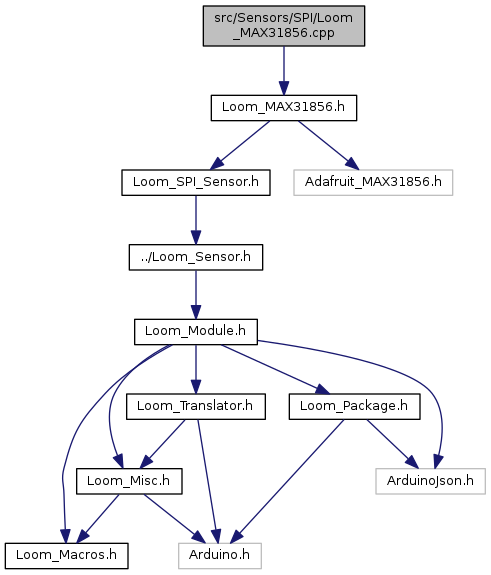 src/Sensors/SPI/Loom
_MAX31856.cpp
Loom_MAX31856.h
Loom_SPI_Sensor.h
Adafruit_MAX31856.h
../Loom_Sensor.h
Loom_Module.h
Loom_Translator.h
Loom_Package.h
Loom_Misc.h
ArduinoJson.h
Loom_Macros.h
Arduino.h